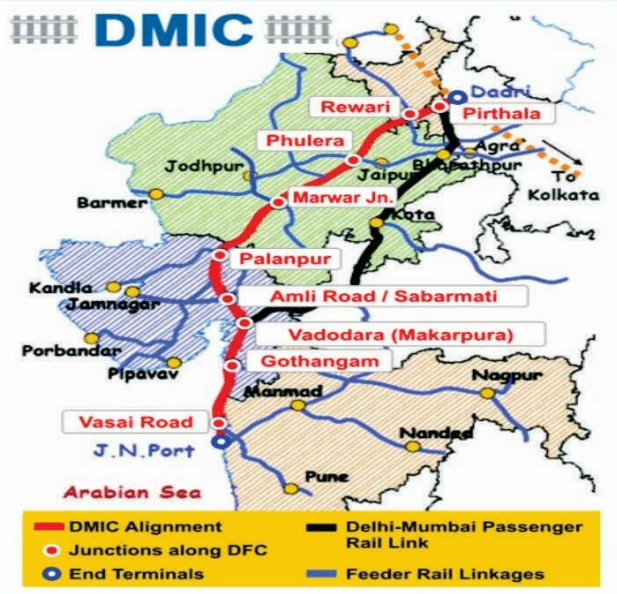 DMIC
Dadri
Rewari
Pirthala
Phulera
Agra
Bharathpur
Jodhpur
Jaipur
To
Kolkata
Barmer
Marwar Jn.
Kota
Palanpur
Kandla
Jamnagar
Amli Road / Sabarmati
Vadodara (Makarpura)
Porbandar
Gothangam
Pipavav
Nagpur
Manmad
Vasai Road
Nanded
J.N.Port
Pune
Arabian Sea
DMIC Alignment
Junctions along DFC
End Terminals
Delhi-Mumbai Passenger
Rail Link
Feeder Rail Linkages